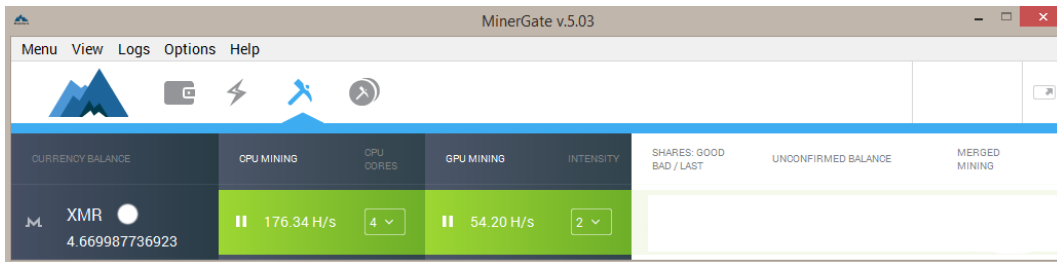 MinerGate v.5.03
Menu View Logs Options Help
CURRENCY BALANCE
CPU MINING
CPU
CORES
GPU MINING
INTENSITY
SHARES: GOOD
BAD / LAST
UNCONFIRMED BALANCE
MERGED
MINING
XMR
4.669987736923
176.34 H/s
4
54.20 H/s
2